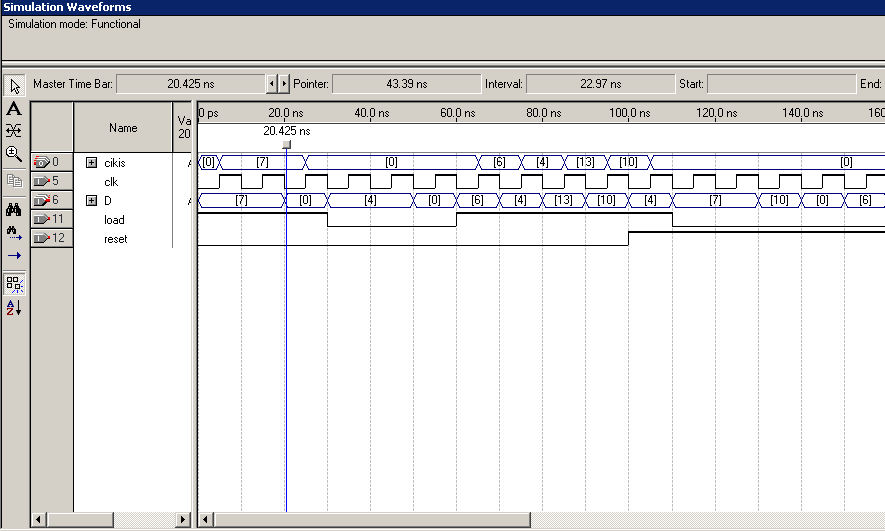 Simulation Waveforms
Simulation mode: Functional
Master Time Bar: 20.425 ns Pointer: 43.39 ns Interval: 22.97 ns Start: End:
Name Va 20 0 ps 20.0 ns 40.0 ns 60.0 ns 80.0 ns 100.0 ns 120.0 ns 140.0 ns 160
20.425 ns
0 cikis A [0] [7] [0] [6] [4] [13] [10] [0]
5 clk
6 D A [7] [0] [4] [0] [6] [4] [13] [10] [4] [7] [10] [0] [6]
11 load
12 reset